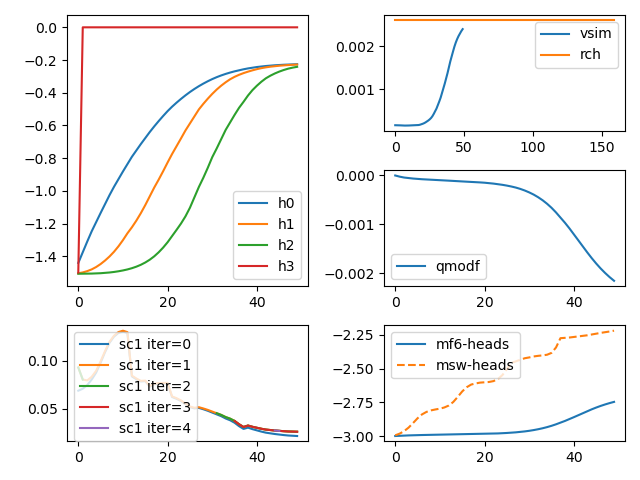 0.0
−0.2
−0.4
−0.6
−0.8
−1.0
−1.2
−1.4
0 20 40
h0
h1
h2
h3
0.002
0.001
0 50 100 150
vsim
rch
0.000
−0.001
−0.002
0 20 40
qmodf
0.10
0.05
0 20 40
sc1 iter=0
sc1 iter=1
sc1 iter=2
sc1 iter=3
sc1 iter=4
−2.25
−2.50
−2.75
−3.00
0 20 40
mf6-heads
msw-heads